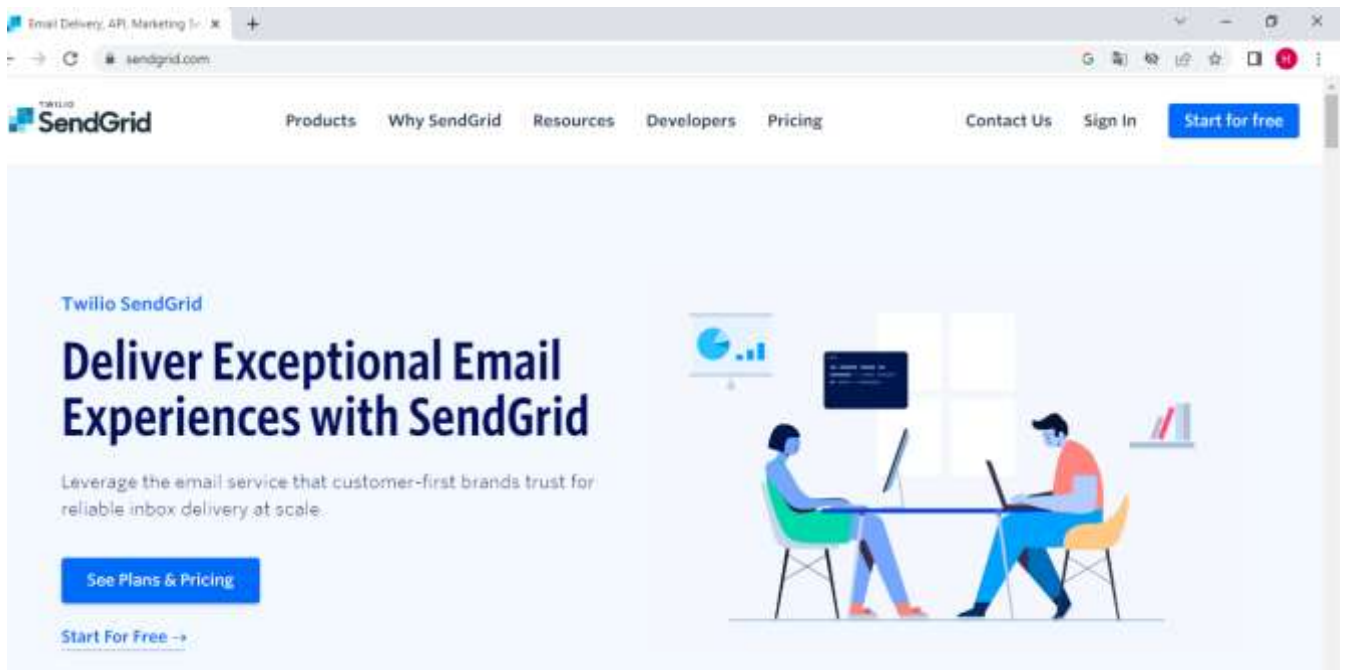 Email Delivery, API, Marketing
sendgrid.com
G
H
TWILIO
SendGrid
Products
Why SendGrid
Resources
Developers
Pricing
Contact Us
Sign In
Start for free
Twilio SendGrid
Deliver Exceptional Email
Experiences with SendGrid
Leverage the email service that customer-first brands trust for
reliable inbox delivery at scale.
See Plans & Pricing
Start For Free →